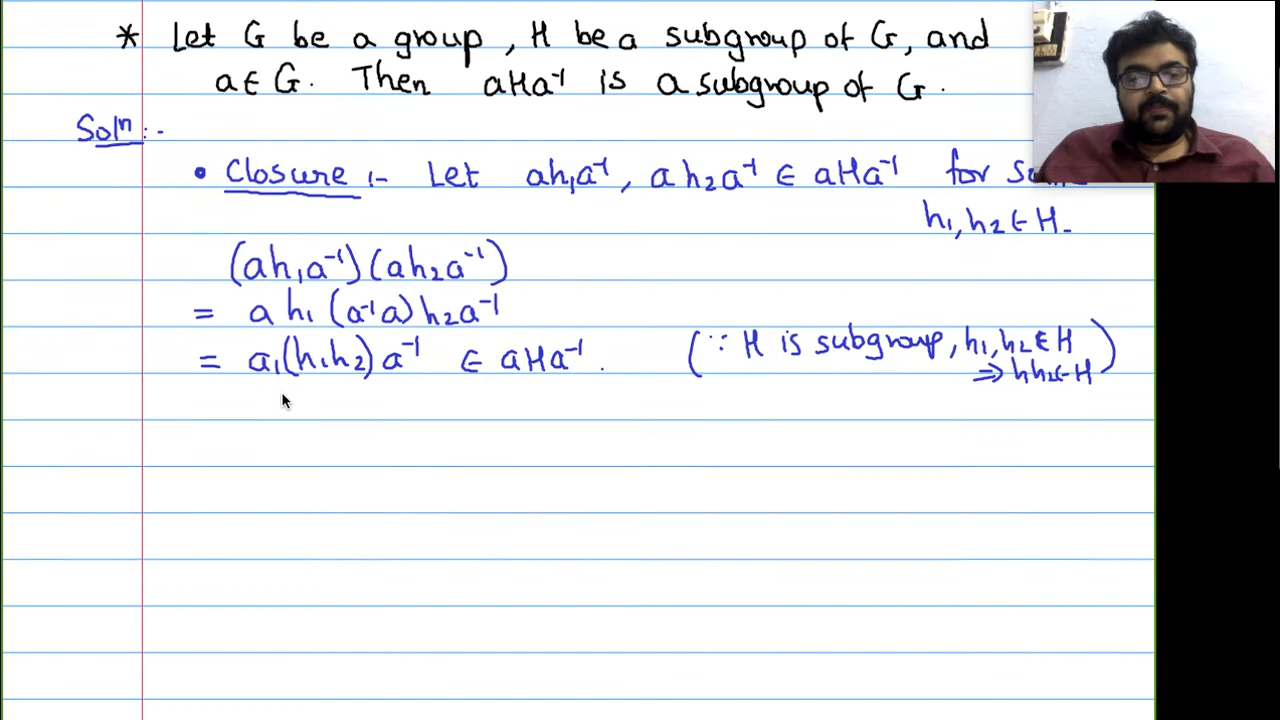 * Let G be a group, H be a subgroup of G, and
a ∈ G. Then aHa⁻¹ is a subgroup of G.
Solⁿ :-
• Closure :- Let ah₁a⁻¹, ah₂a⁻¹ ∈ aHa⁻¹ for
h₁, h₂ ∈ H.
(ah₁a⁻¹)(ah₂a⁻¹)
= ah₁(a⁻¹a)h₂a⁻¹
= a₁(h₁h₂)a⁻¹ ∈ aHa⁻¹. (∵ H is subgroup, h₁, h₂ ∈ H
⇒ h₁h₂ ∈ H)